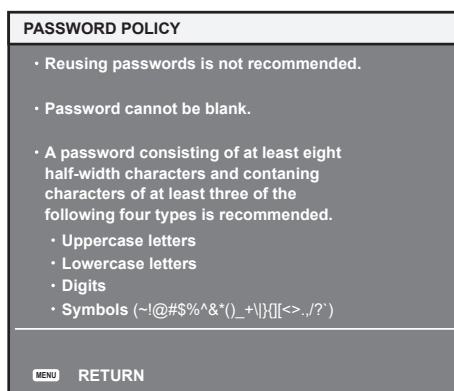 PASSWORD POLICY
・Reusing passwords is not recommended.
・Password cannot be blank.
・A password consisting of at least eight
half-width characters and contaning
characters of at least three of the
following four types is recommended.
・Uppercase letters
・Lowercase letters
・Digits
・Symbols (~!@#$%^&*()_+\|}{][<>.,/?`)
MENU RETURN